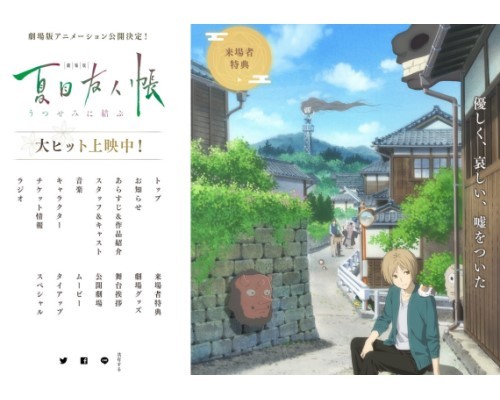 劇場版アニメーション公開決定！
劇場版
夏目友人帳
うつせみに結ぶ
大ヒット上映中！
トップ
お知らせ
あらすじ＆作品紹介
スタッフ＆キャスト
音楽
キャラクター
チケット情報
ラジオ
来場者特典
劇場グッズ
舞台挨拶
公開劇場
ムービー
タイアップ
スペシャル
来場者
特典
優しく、哀しい、嘘をついた